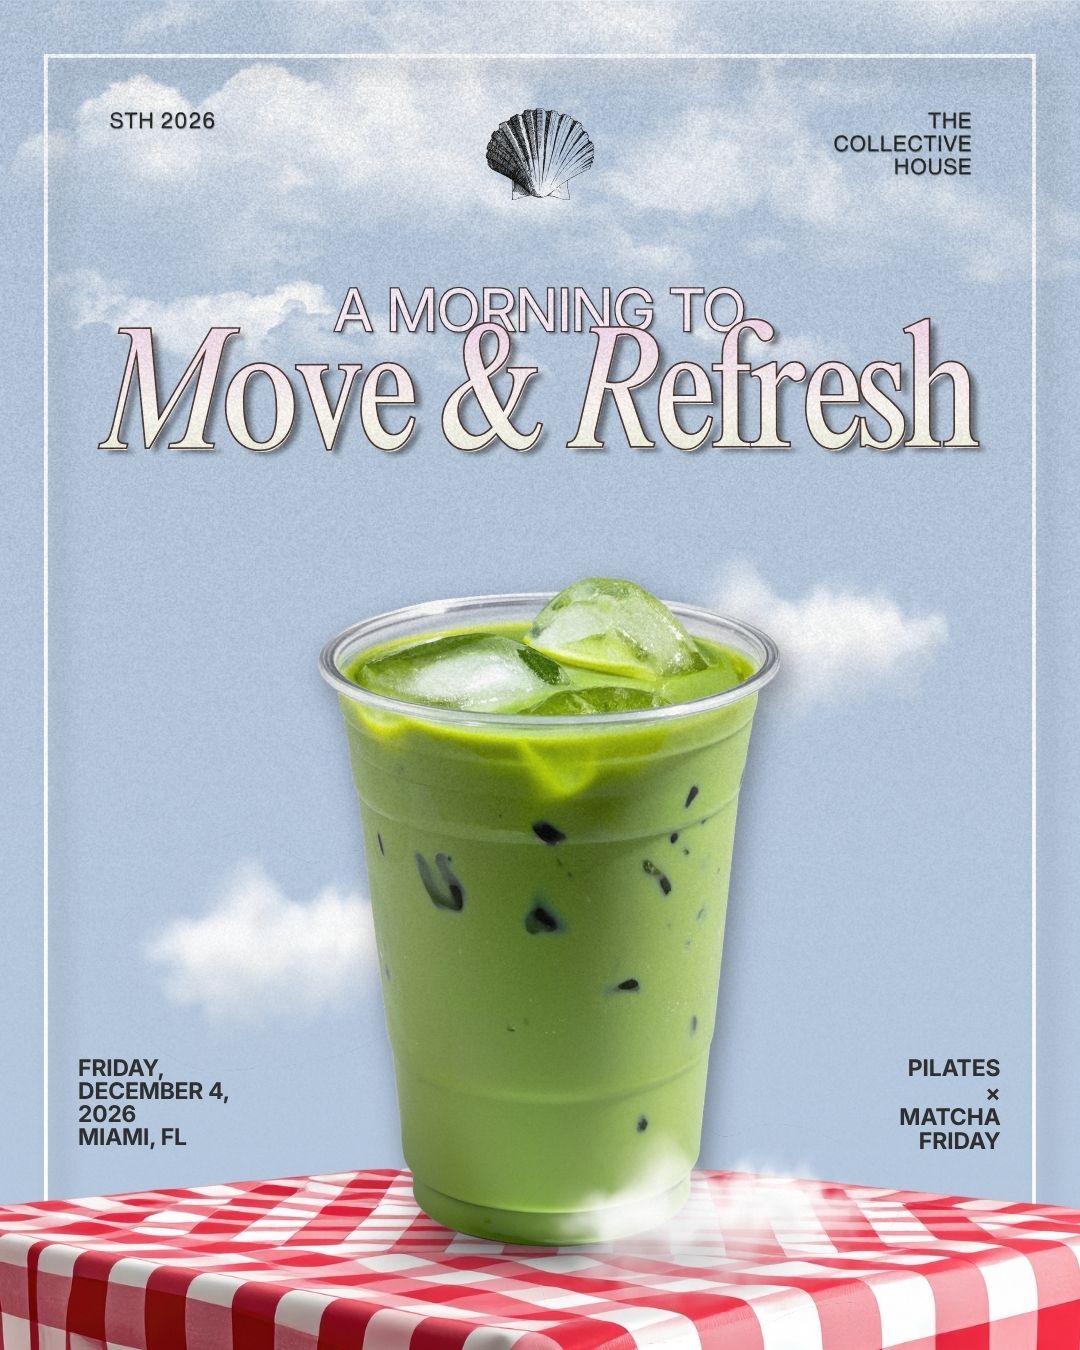 STH 2026
THE
COLLECTIVE
HOUSE
A MORNING TO
Move & Refresh
FRIDAY,
DECEMBER 4,
2026
MIAMI, FL
PILATES
×
MATCHA
FRIDAY